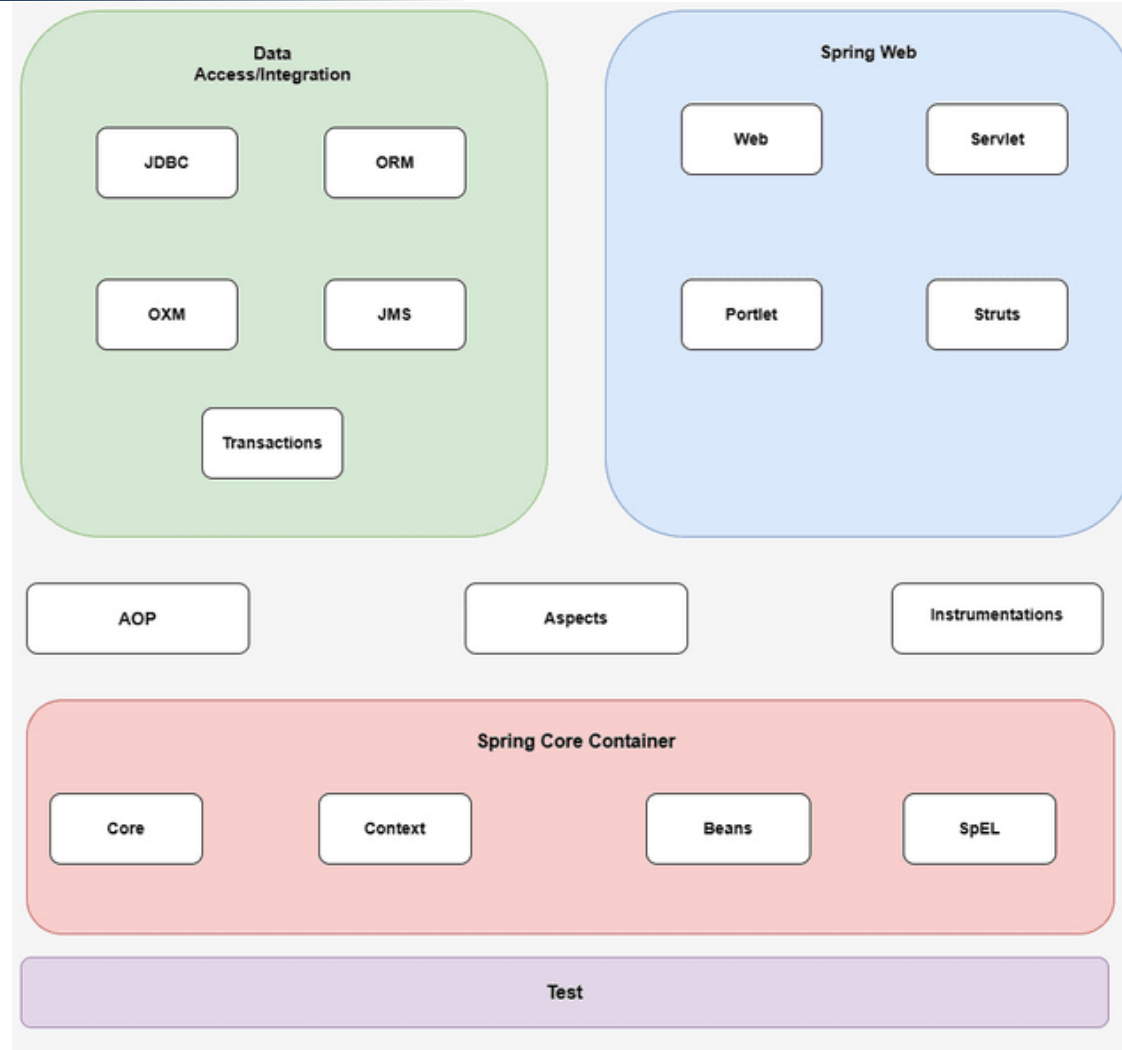 Data
Access/Integration
JDBC
ORM
OXM
JMS
Transactions
Spring Web
Web
Servlet
Portlet
Struts
AOP
Aspects
Instrumentations
Spring Core Container
Core
Context
Beans
SpEL
Test